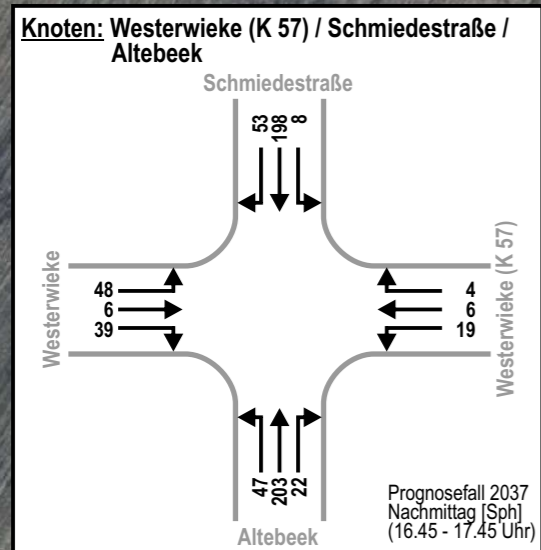 Knoten: Westerwieke (K 57) / Schmiedestraße /
Altebeek
Schmiedestraße
53 198 8
Westerwieke
48
6
39
4
6
19
Westerwieke (K 57)
47 203 22
Altebeek
Prognosefall 2037
Nachmittag [Sph]
(16.45 - 17.45 Uhr)